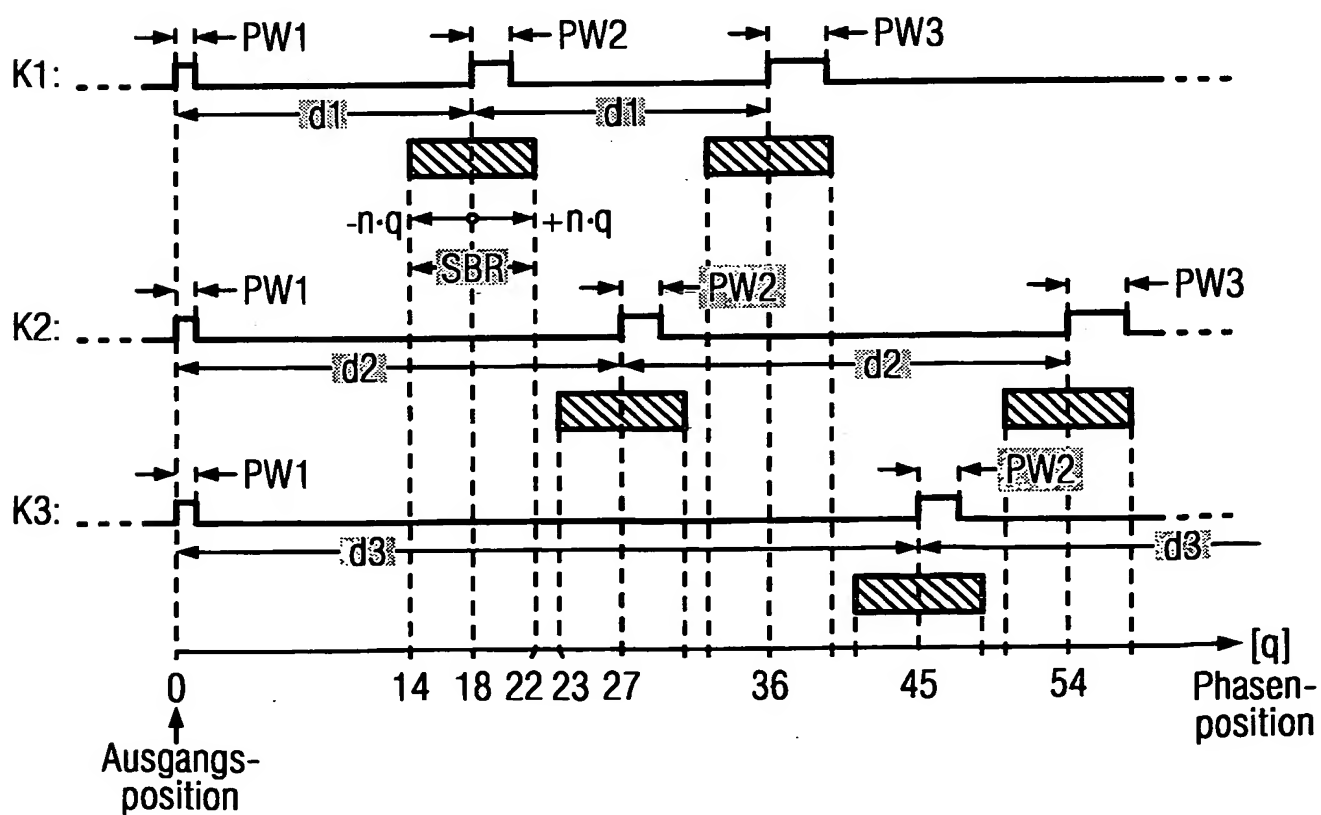 PW1 PW2 PW3
K1:
d1 d1
-n·q +n·q
SBR
PW1 PW2 PW3
K2:
d2 d2
PW1 PW2
K3:
d3 d3
[q]
0 14 18 22 23 27 36 45 54 Phasen-
position
Ausgangs-
position